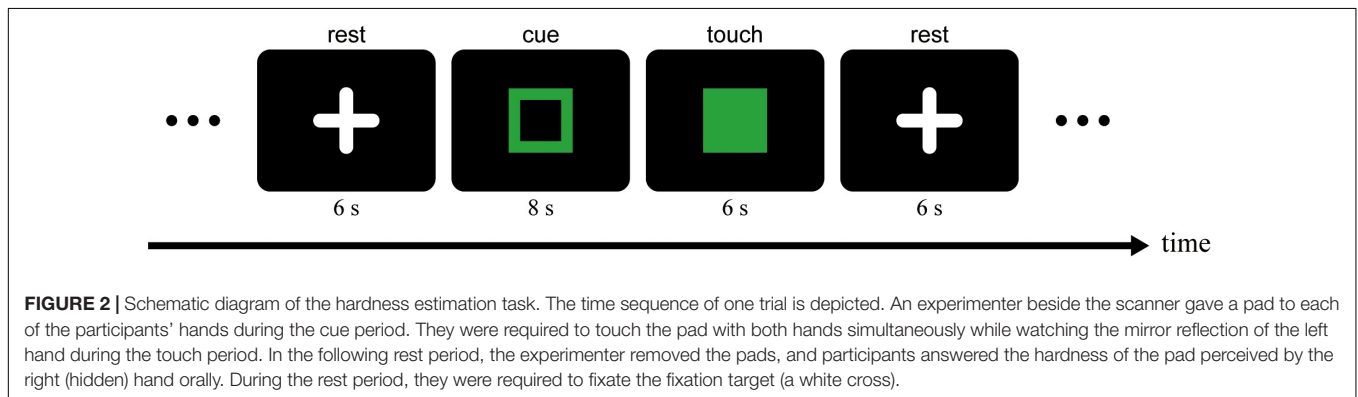 rest cue touch rest
6 s 8 s 6 s 6 s
time
FIGURE 2 | Schematic diagram of the hardness estimation task. The time sequence of one trial is depicted. An experimenter beside the scanner gave a pad to each
of the participants' hands during the cue period. They were required to touch the pad with both hands simultaneously while watching the mirror reflection of the left
hand during the touch period. In the following rest period, the experimenter removed the pads, and participants answered the hardness of the pad perceived by the
right (hidden) hand orally. During the rest period, they were required to fixate the fixation target (a white cross).